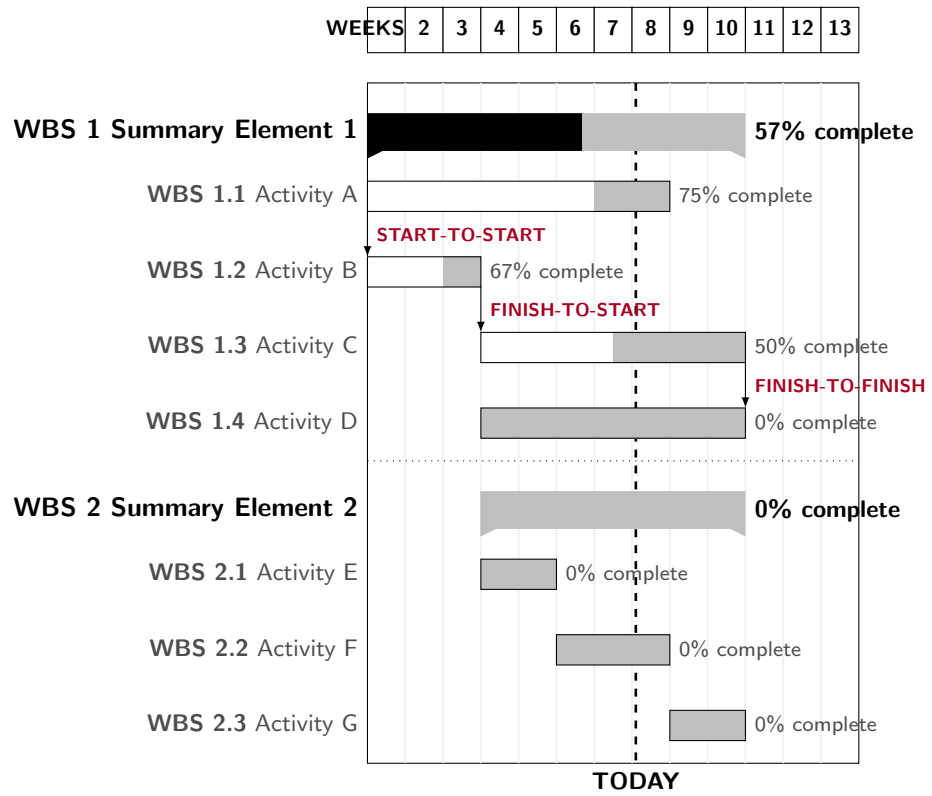 WEEKS 2 3 4 5 6 7 8 9 10 11 12 13
WBS 1 Summary Element 1 57% complete
WBS 1.1 Activity A 75% complete
START-TO-START
WBS 1.2 Activity B 67% complete
FINISH-TO-START
WBS 1.3 Activity C 50% complete
FINISH-TO-FINISH
WBS 1.4 Activity D 0% complete
WBS 2 Summary Element 2 0% complete
WBS 2.1 Activity E 0% complete
WBS 2.2 Activity F 0% complete
WBS 2.3 Activity G 0% complete
TODAY